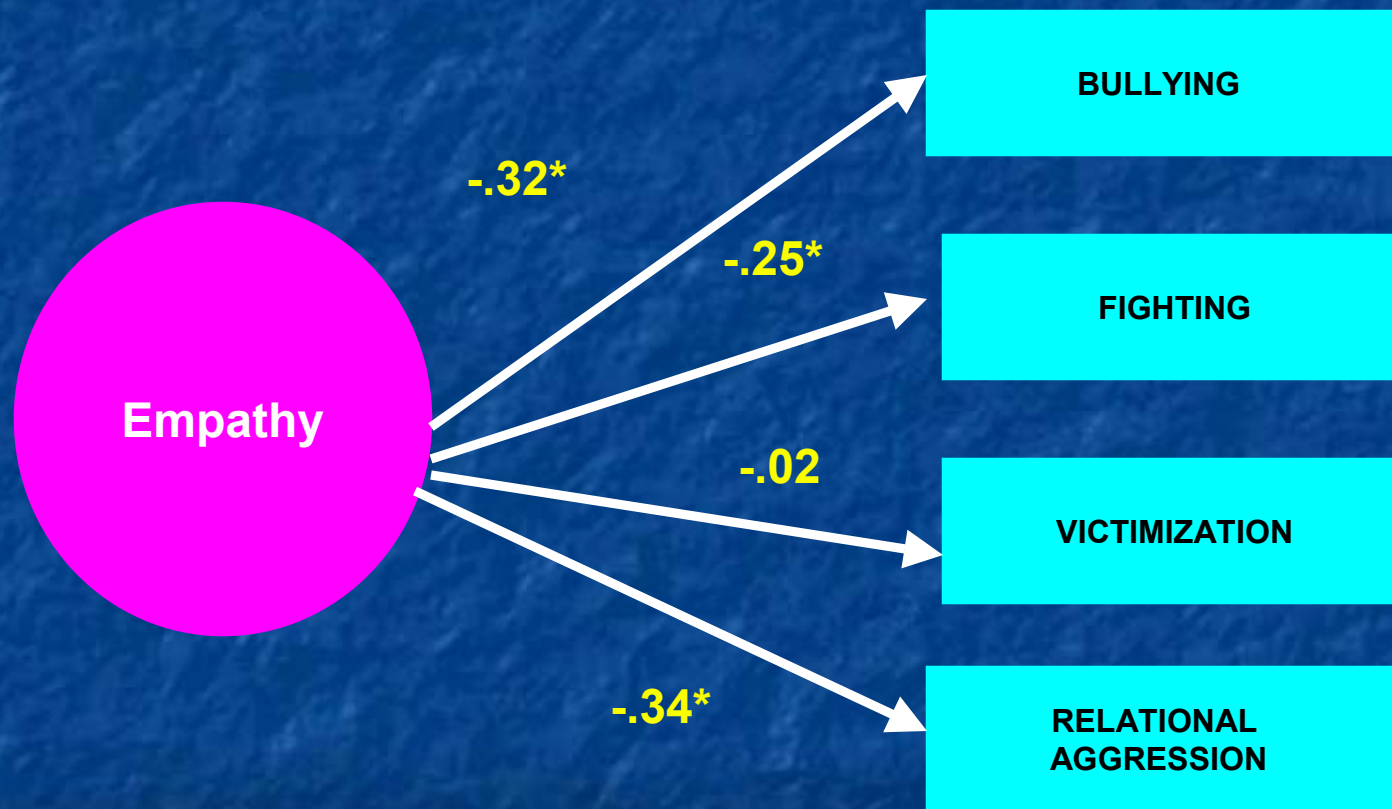 BULLYING
-.32*
-.25*
FIGHTING
Empathy
-.02
VICTIMIZATION
-.34*
RELATIONAL
AGGRESSION